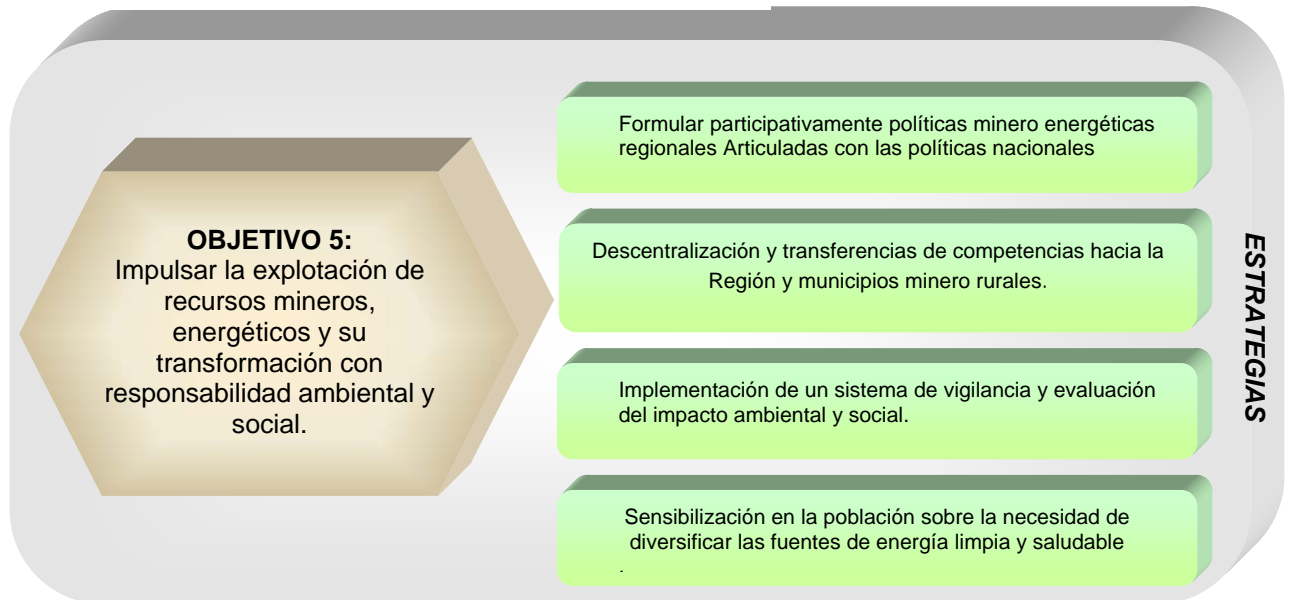 OBJETIVO 5:
Impulsar la explotación de
recursos mineros,
energéticos y su
transformación con
responsabilidad ambiental y
social.
Formular participativamente políticas minero energéticas
regionales Articuladas con las políticas nacionales
Descentralización y transferencias de competencias hacia la
Región y municipios minero rurales.
Implementación de un sistema de vigilancia y evaluación
del impacto ambiental y social.
Sensibilización en la población sobre la necesidad de
diversificar las fuentes de energía limpia y saludable
.
ESTRATEGIAS